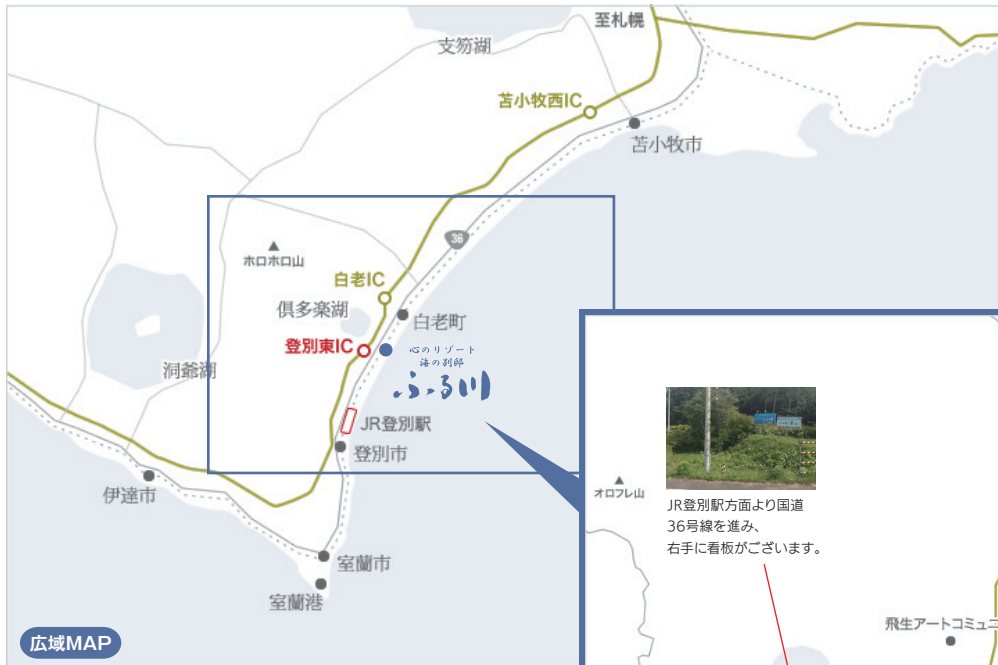 至札幌
支笏湖
苫小牧西IC
苫小牧市
36
ホロホロ山
白老IC
倶多楽湖
白老町
登別東IC
心のリゾート
海の別邸
ふる川
洞爺湖
JR登別駅
登別市
伊達市
室蘭市
室蘭港
広域MAP
オロフレ山
JR登別駅方面より国道
36号線を進み、
右手に看板がございます。
飛生アートコミュニ